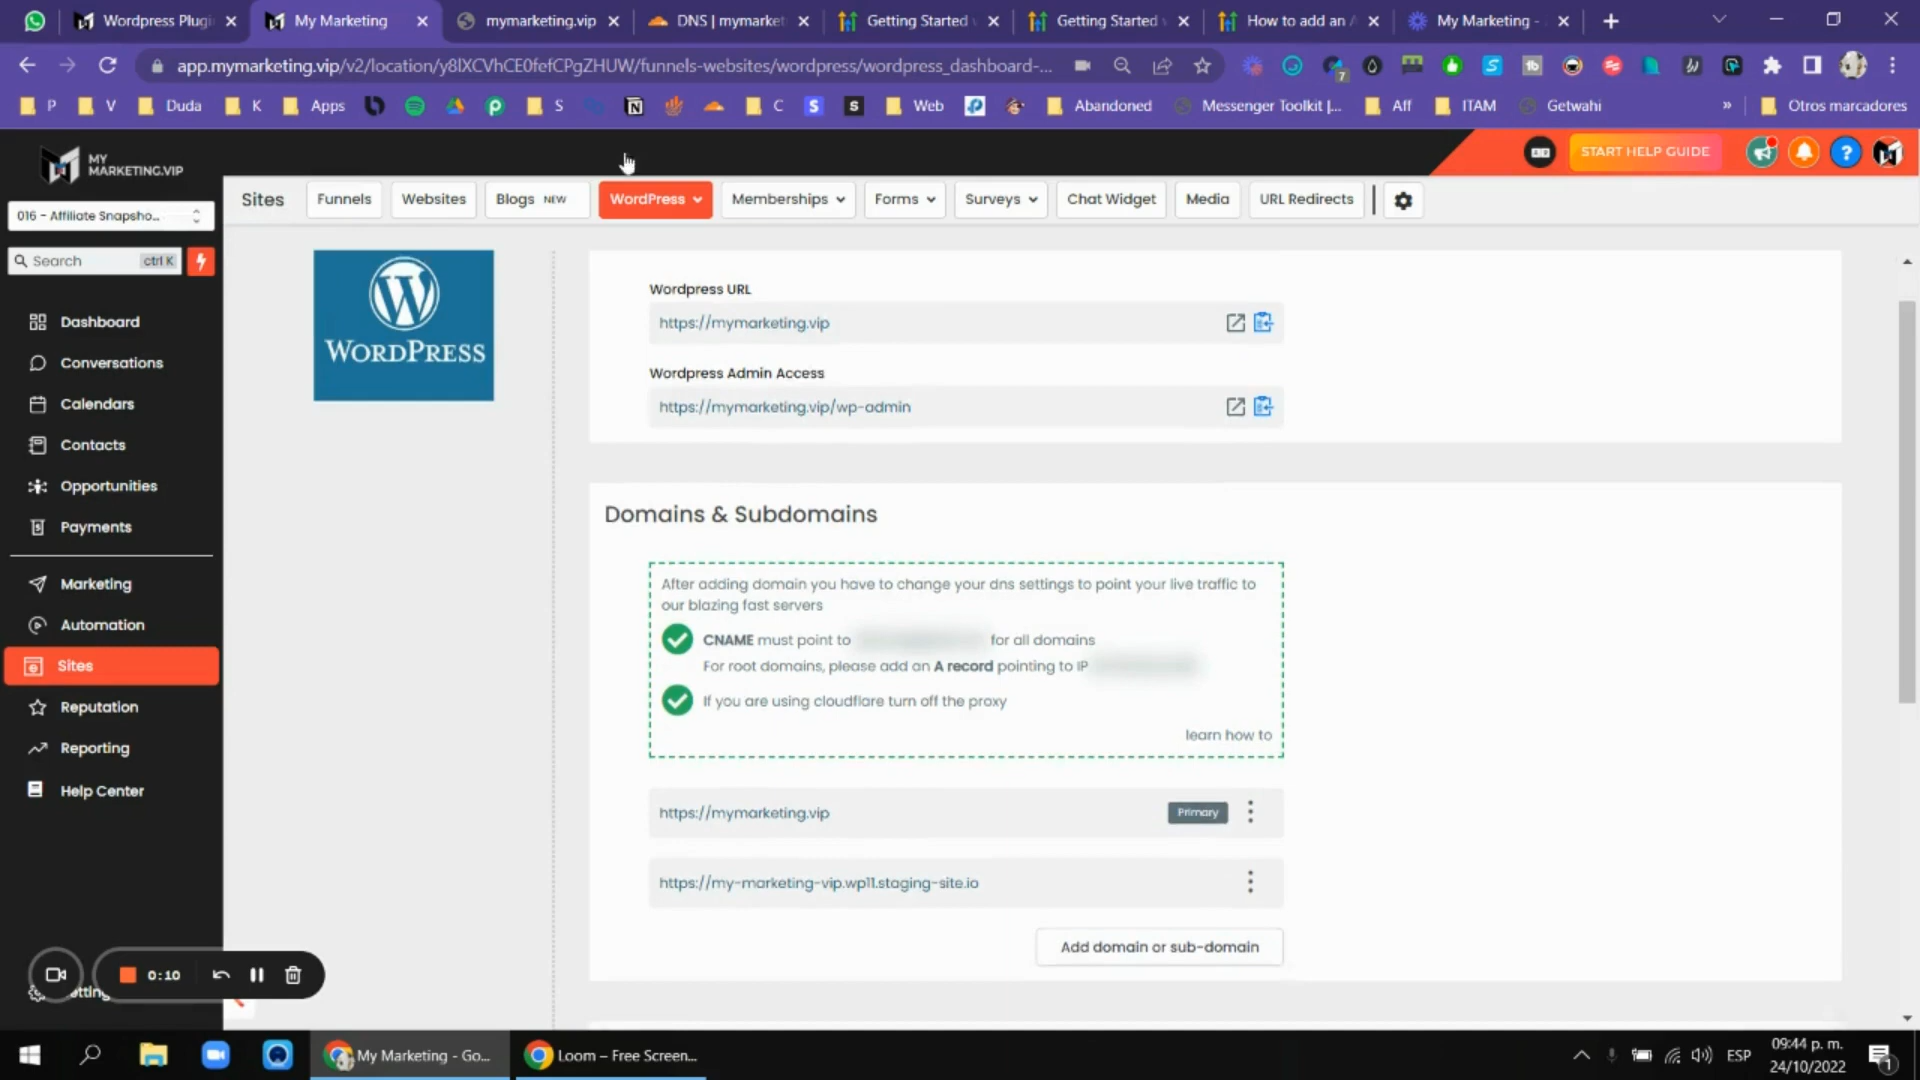 Wordpress Plugi
My Marketing
mymarketing.vip
DNS | mymarket
Getting Started
Getting Started
How to add an
My Marketing -
app.mymarketing.vip/v2/location/y8lXCVhCE0fefCPgZHUW/funnels-websites/wordpress/wordpress_dashboard-...
7
P
V
Duda
K
Apps
S
C
Web
Abandoned
Messenger Toolkit |...
Aff
ITAM
Getwahi
»
Otros marcadores
MY
MARKETING.VIP
START HELP GUIDE
016 - Affiliate Snapsho...
Search
ctrl K
Dashboard
Conversations
Calendars
Contacts
Opportunities
Payments
Marketing
Automation
Sites
Reputation
Reporting
Help Center
Sites
Funnels
Websites
Blogs NEW
WordPress
Memberships
Forms
Surveys
Chat Widget
Media
URL Redirects
WORDPRESS
Wordpress URL
https://mymarketing.vip
Wordpress Admin Access
https://mymarketing.vip/wp-admin
Domains & Subdomains
After adding domain you have to change your dns settings to point your live traffic to
our blazing fast servers
CNAME must point to for all domains
For root domains, please add an A record pointing to IP
If you are using cloudflare turn off the proxy
learn how to
https://mymarketing.vip
Primary
https://my-marketing-vip.wp11.staging-site.io
Add domain or sub-domain
0:10
My Marketing - Go...
Loom – Free Screen...
ESP
09:44 p. m.
24/10/2022
1